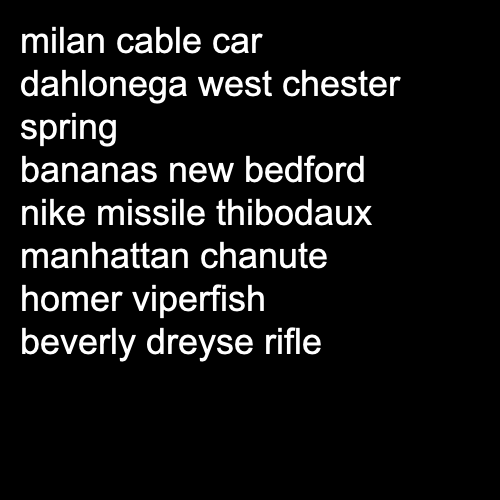 milan cable car
dahlonega west chester
spring
bananas new bedford
nike missile thibodaux
manhattan chanute
homer viperfish
beverly dreyse rifle